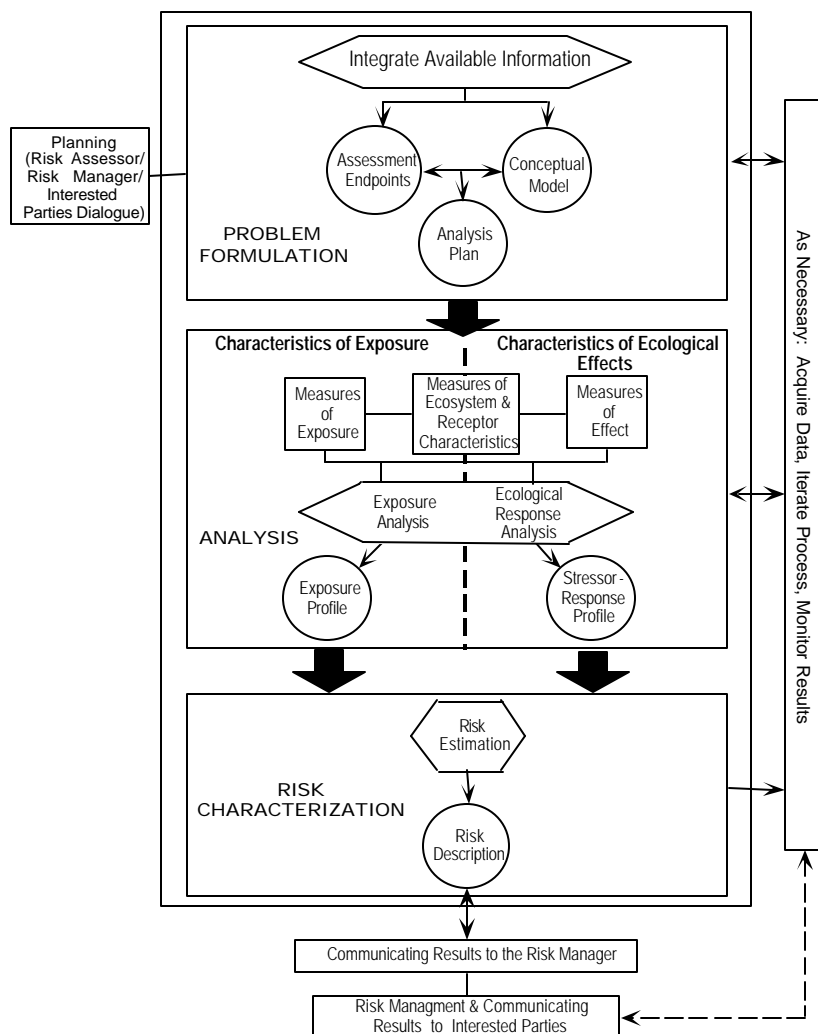 Integrate Available Information
Planning
(Risk Assessor/
Risk Manager/
Interested
Parties Dialogue)
Assessment
Endpoints
Conceptual
Model
Analysis
Plan
PROBLEM
FORMULATION
As Necessary: Acquire Data, Iterate Process, Monitor Results
Characteristics of Exposure
Characteristics of Ecological
Effects
Measures
of
Exposure
Measures of
Ecosystem &
Receptor
Characteristics
Measures
of
Effect
Exposure
Analysis
Ecological
Response
Analysis
ANALYSIS
Exposure
Profile
Stressor-
Response
Profile
Risk
Estimation
RISK
CHARACTERIZATION
Risk
Description
Communicating Results to the Risk Manager
Risk Managment & Communicating
Results to Interested Parties